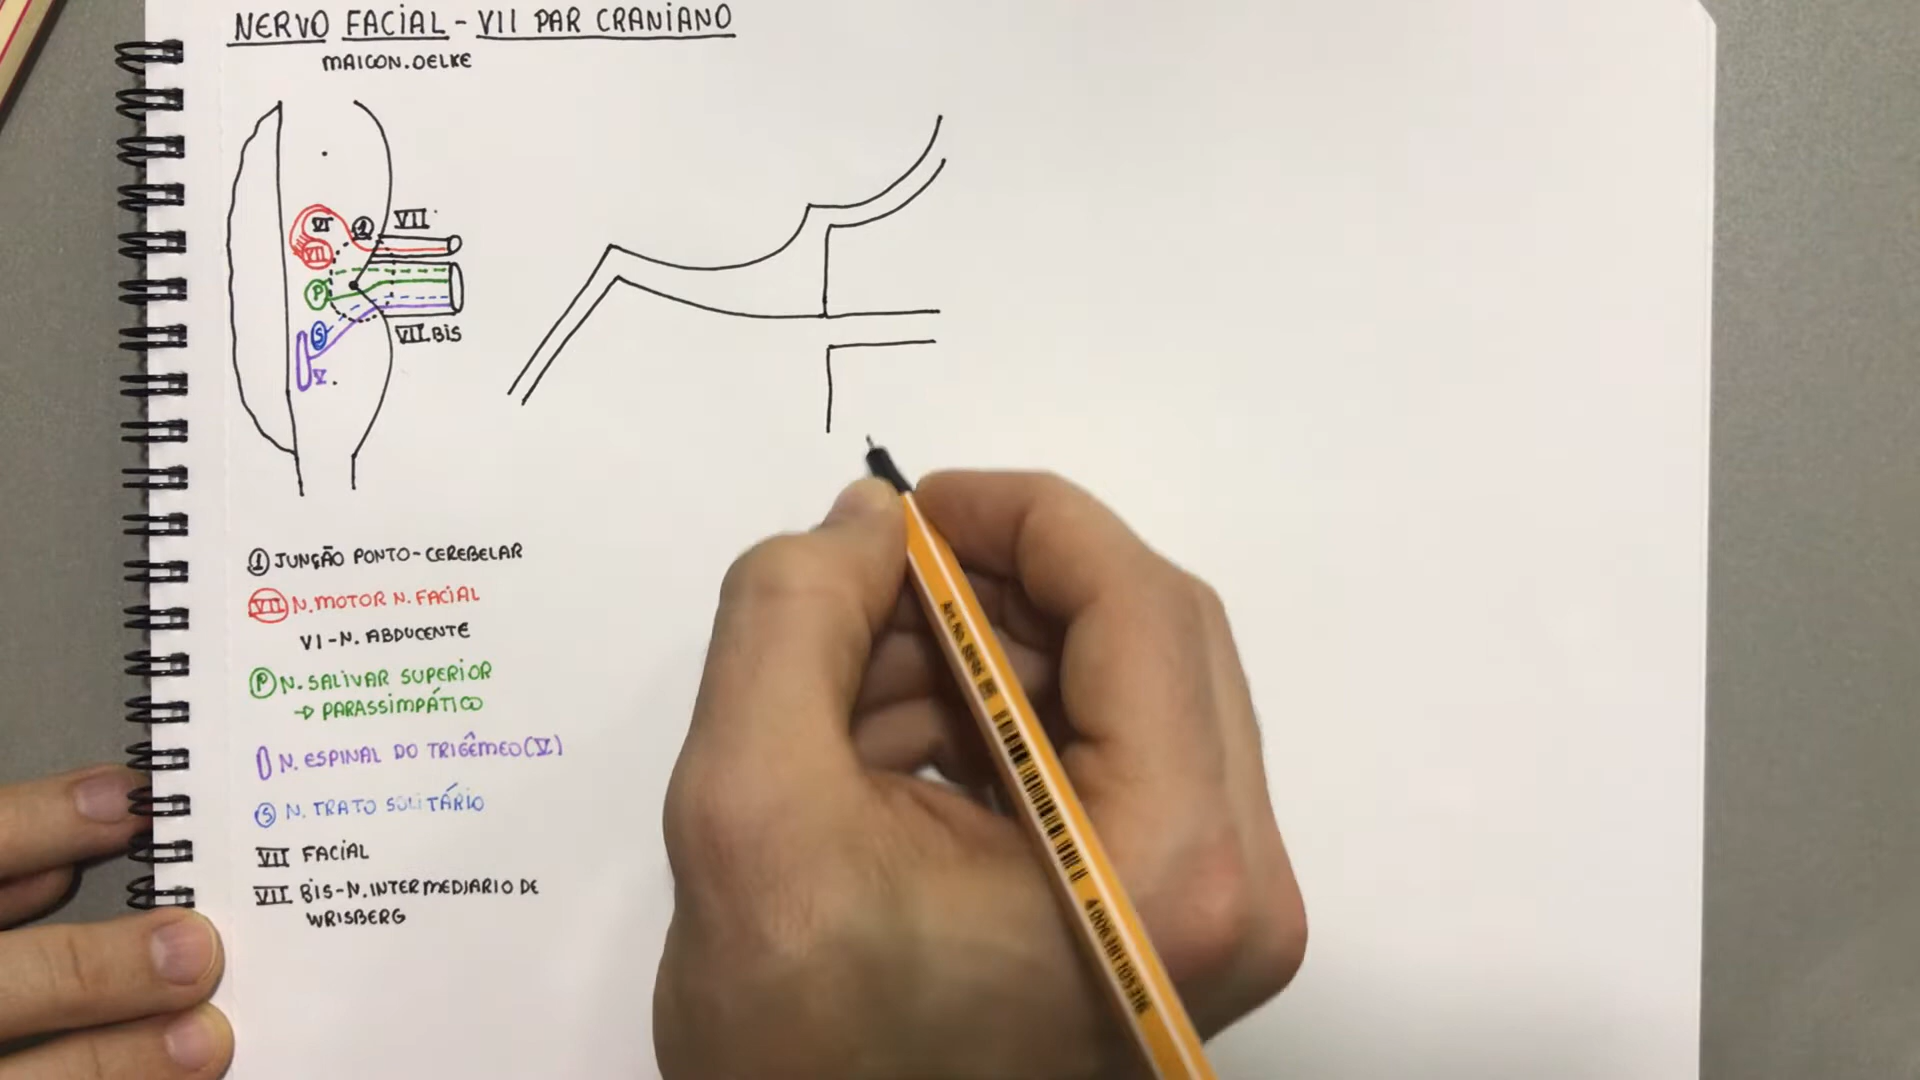 NERVO FACIAL - VII PAR CRANIANO
MAICON.OELKE
VI
1
VII
VII
P
S
VII BIS
V
1 JUNÇÃO PONTO-CEREBELAR
VII N. MOTOR N. FACIAL
VI - N. ABDUCENTE
P N. SALIVAR SUPERIOR
→ PARASSIMPÁTICO
N. ESPINAL DO TRIGÊMEO (V)
S N. TRATO SOLITÁRIO
VII FACIAL
VII BIS - N. INTERMEDIARIO DE
WRISBERG